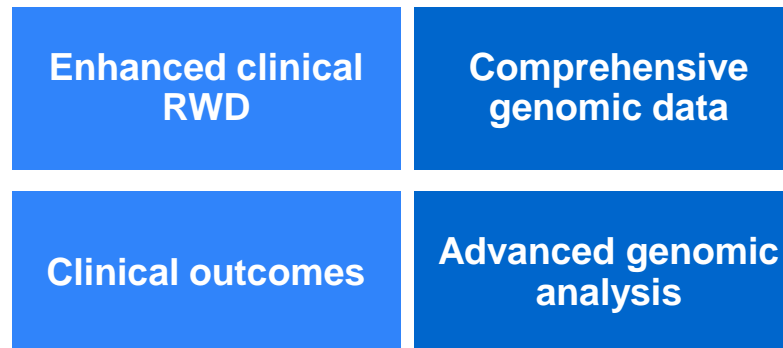 Enhanced clinical
RWD
Comprehensive
genomic data
Clinical outcomes
Advanced genomic
analysis